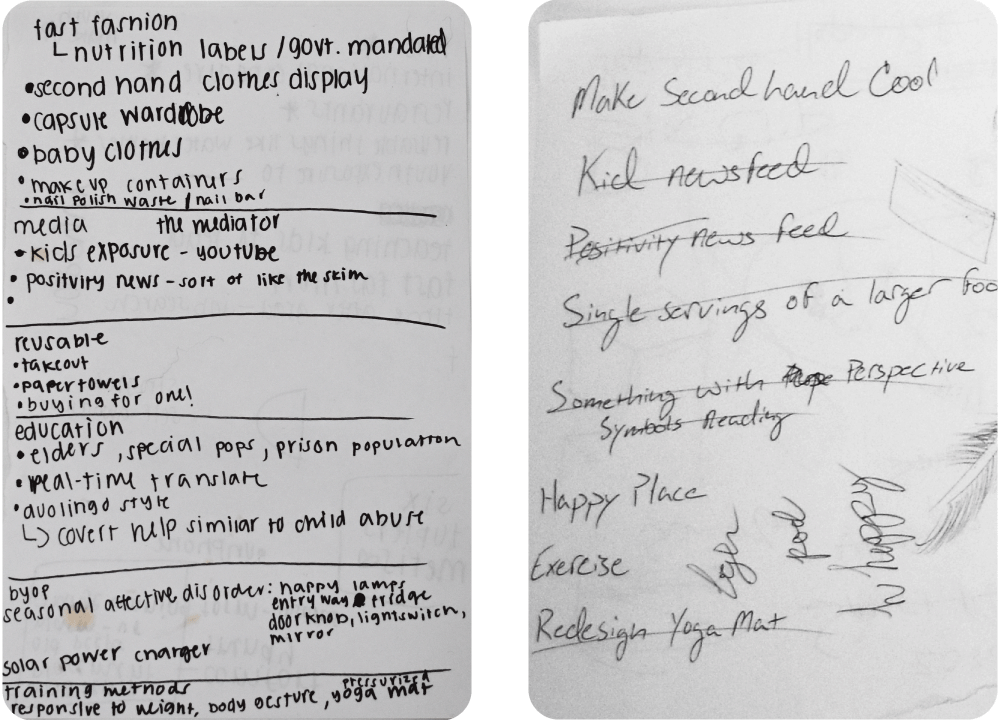 fast fashion
↳ nutrition labels / govt. mandated
• second hand clothes display
• capsule wardrobe
• baby clothes
• makeup containers
• nail polish waste / nail bar
media the mediator
• kids exposure - youtube
• positivity news - sort of like the skim
•
reusable
• takeout
• paper towels
• buying for one!
education
• elders, special pops, prison population
• real-time translate
• duolingo style
↳ covert help similar to child abuse
byop
seasonal affective disorder: happy lamps
entry way fridge
door knob, lightswitch,
mirror
solar power charger
training methods
pressurized
responsive to weight, body gesture, yoga mat
Make Second hand Cool
Kid newsfeed
Positivity news feed
Single servings of a larger foo
Something with Perspective
Symbols Reading
Happy Place
Exercise
Redesign Yoga Mat
pod
happy